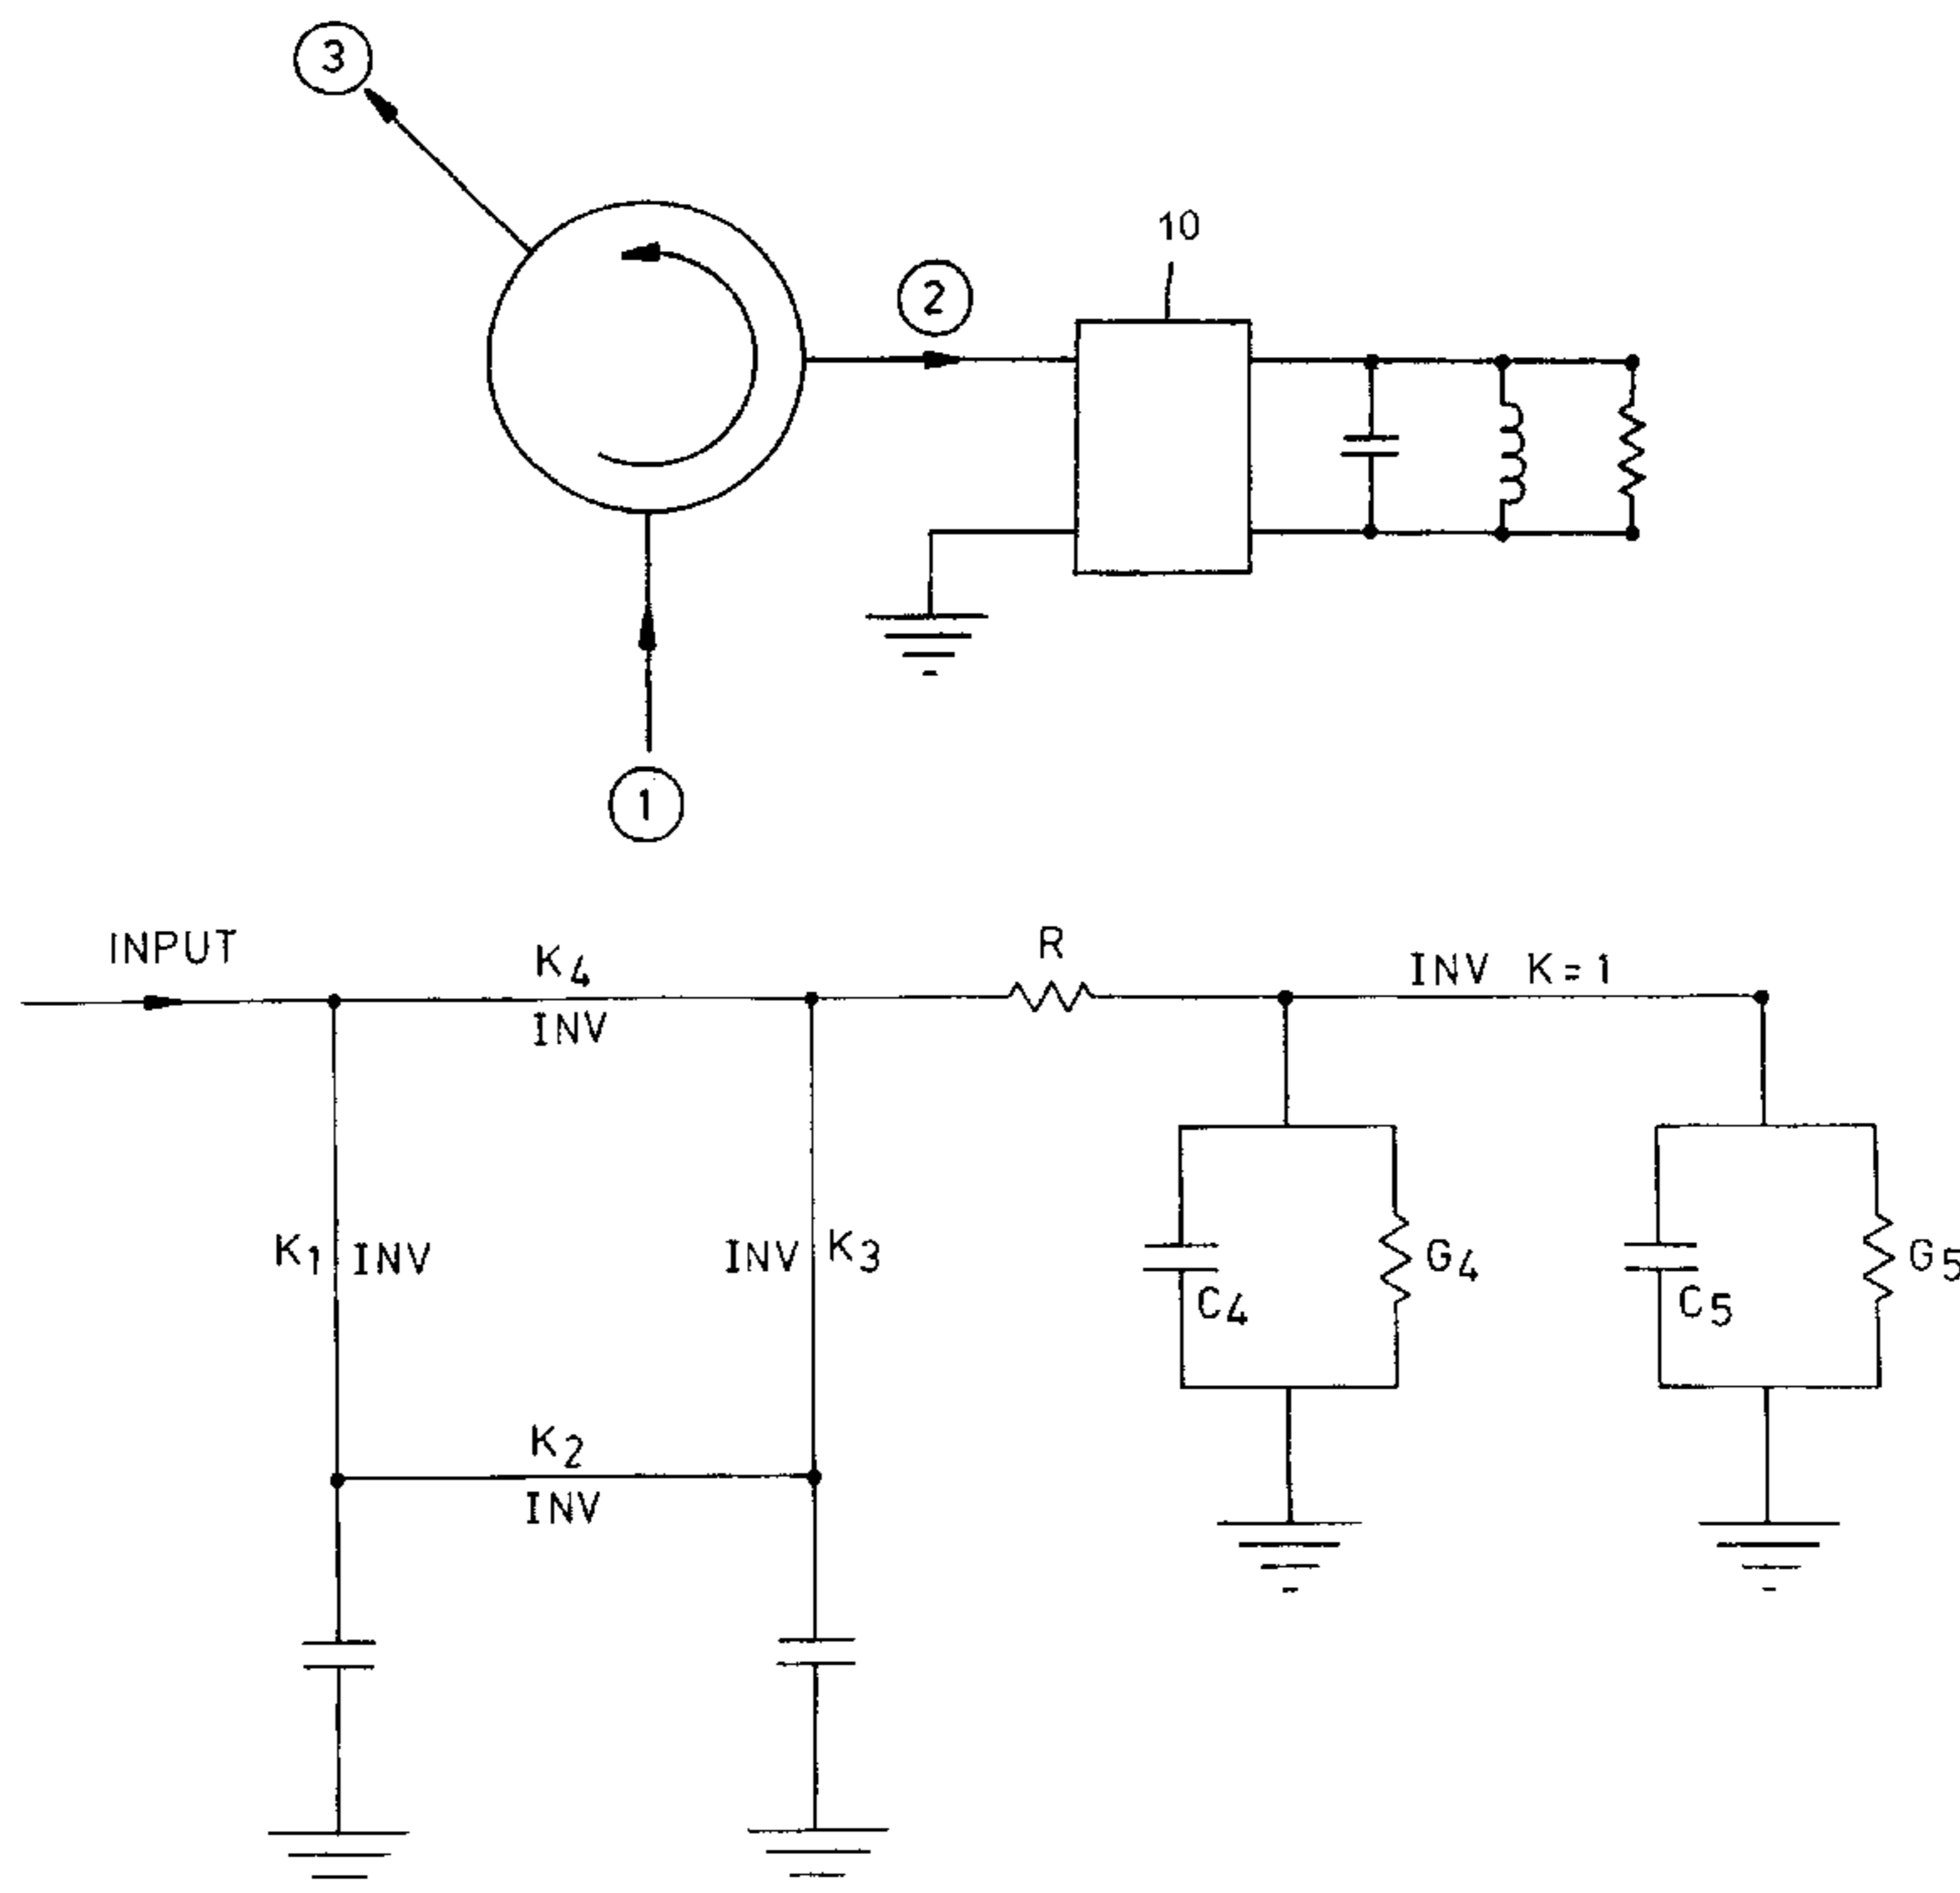 3
10
2
1
INPUT
K4
INV
R
INV K=1
K1 INV
INV K3
G4
C4
G5
C5
K2
INV